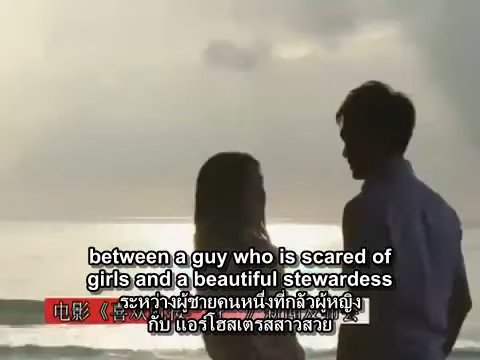 between a guy who is scared of
girls and a beautiful stewardess
ระหว่างผู้ชายคนหนึ่งที่กลัวผู้หญิง
กับ แอร์โฮสเตรสสาวสวย
电影《喜欢